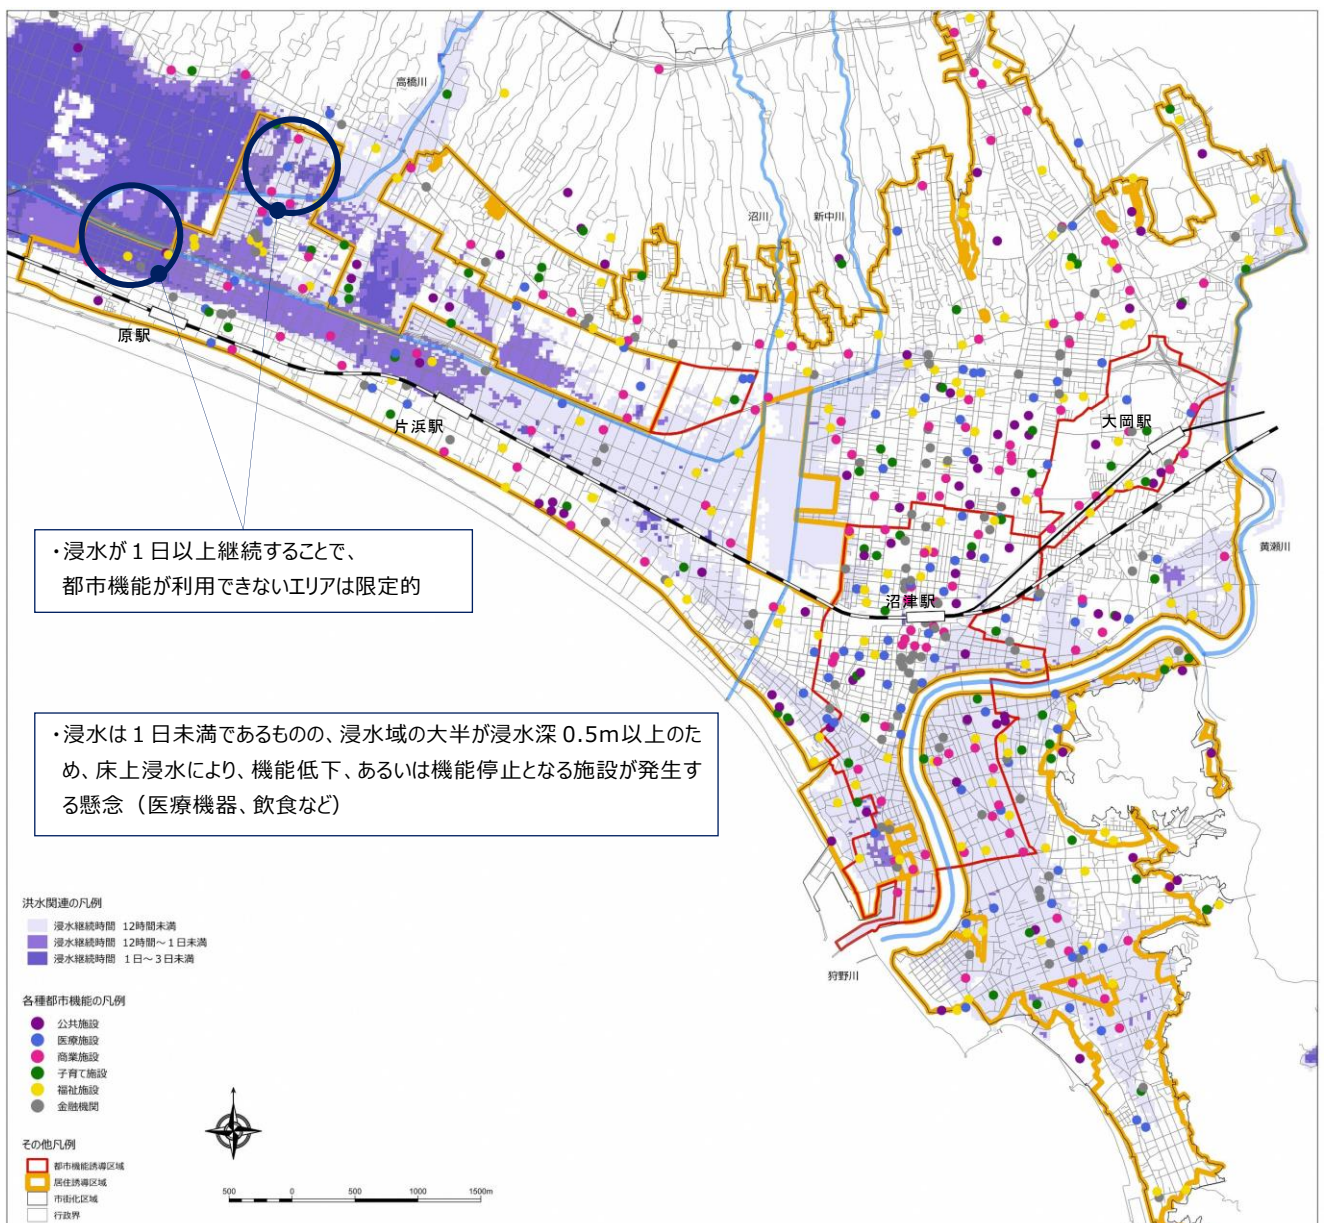 高橋川
沼川
新中川
原駅
片浜駅
大岡駅
黄瀬川
沼津駅
狩野川
・浸水が１日以上継続することで、
都市機能が利用できないエリアは限定的
・浸水は１日未満であるものの、浸水域の大半が浸水深 0.5m以上のた
め、床上浸水により、機能低下、あるいは機能停止となる施設が発生す
る懸念（医療機器、飲食など）
洪水関連の凡例
浸水継続時間 12時間未満
浸水継続時間 12時間～１日未満
浸水継続時間 １日～３日未満
各種都市機能の凡例
公共施設
医療施設
商業施設
子育て施設
福祉施設
金融機関
その他凡例
都市機能誘導区域
居住誘導区域
市街化区域
行政界
500 0 500 1000 1500m